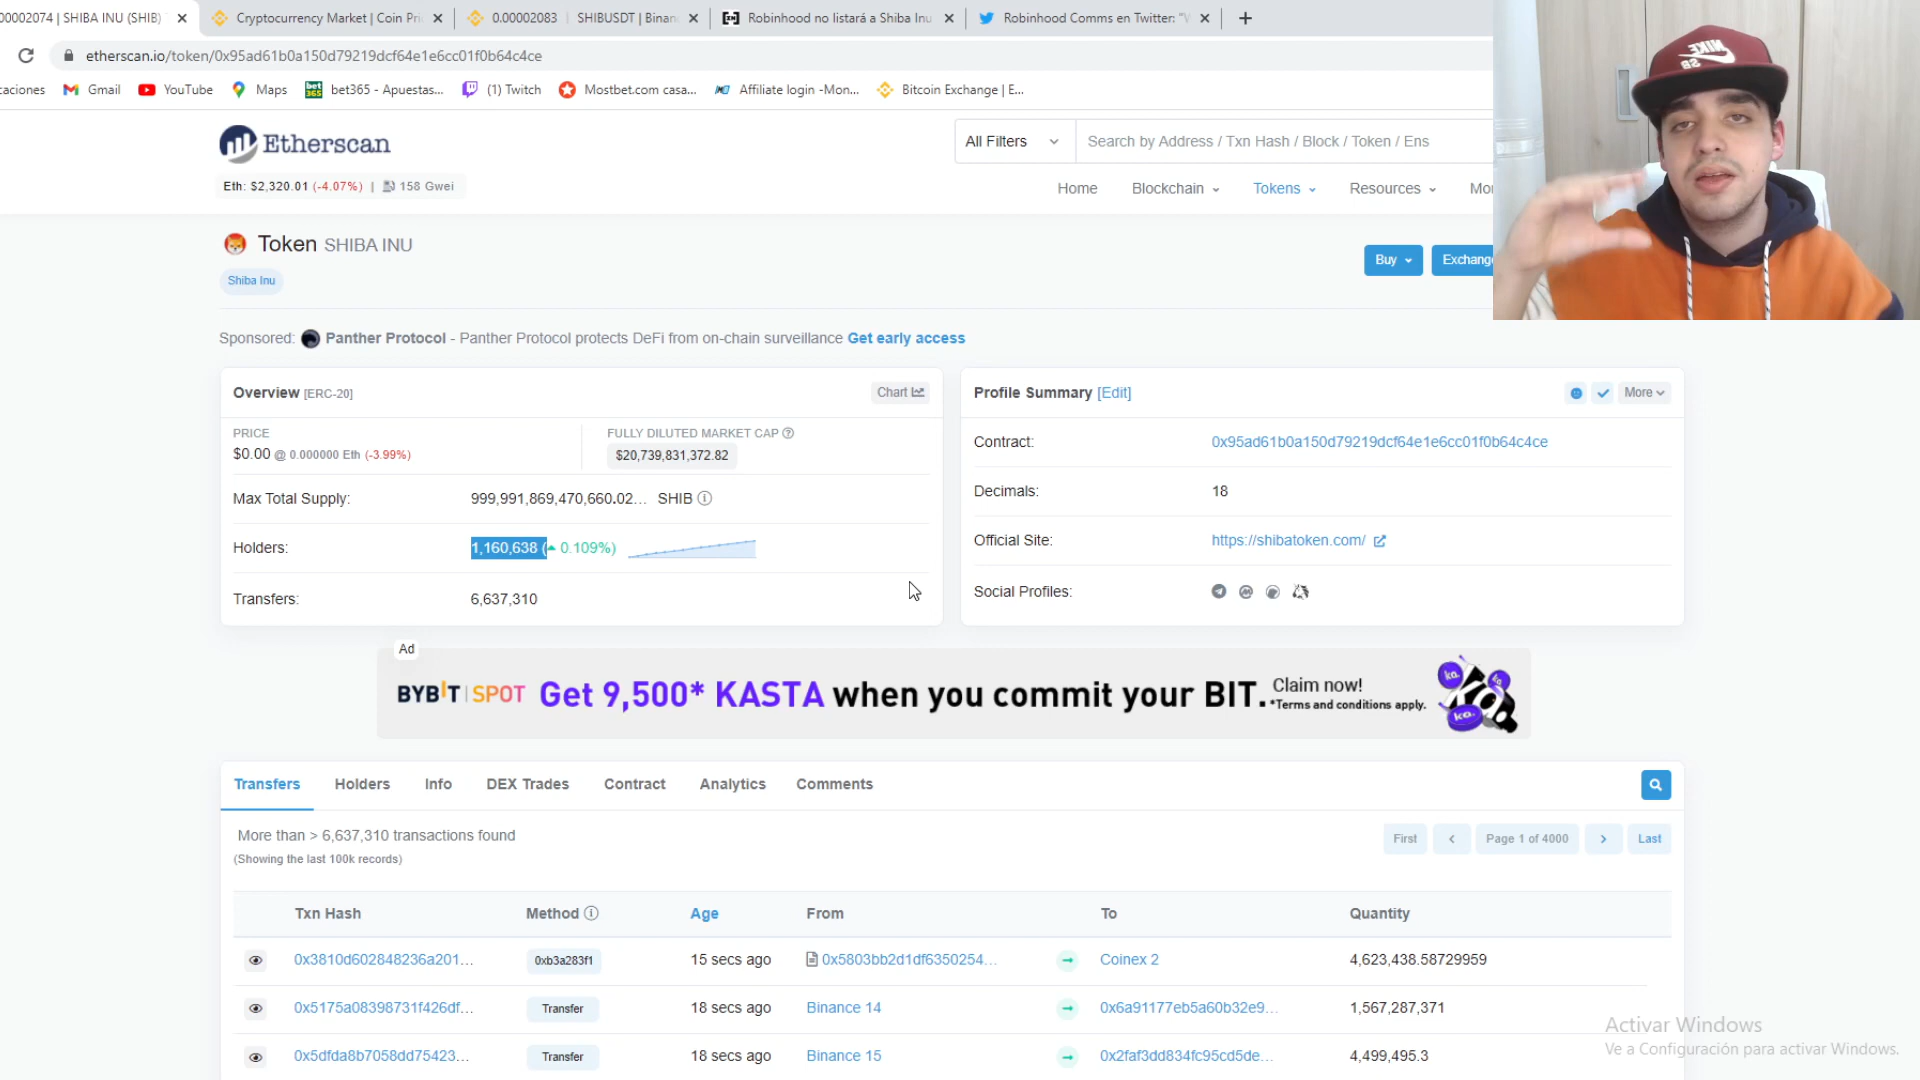 00002074 | SHIBA INU (SHIB)
Cryptocurrency Market | Coin Pri
0.00002083 SHIBUSDT | Binan
Robinhood no listará a Shiba Inu
Robinhood Comms en Twitter: "V
etherscan.io/token/0x95ad61b0a150d79219dcf64e1e6cc01f0b64c4ce
caciones
Gmail
YouTube
Maps
bet365 - Apuestas...
(1) Twitch
Mostbet.com casa...
Affiliate login -Mon...
Bitcoin Exchange | E...
Etherscan
All Filters
Search by Address / Txn Hash / Block / Token / Ens
Eth: $2,320.01 (-4.07%) | 158 Gwei
Home
Blockchain
Tokens
Resources
Mor
NIKE
SB
Token SHIBA INU
Buy
Exchange
Shiba Inu
Sponsored: Panther Protocol - Panther Protocol protects DeFi from on-chain surveillance Get early access
Overview [ERC-20]
Chart
PRICE
$0.00 @ 0.000000 Eth (-3.99%)
FULLY DILUTED MARKET CAP
$20,739,831,372.82
Max Total Supply:
999,991,869,470,660.02... SHIB
Holders:
1,160,638 ( 0.109%)
Transfers:
6,637,310
Profile Summary [Edit]
More
Contract:
0x95ad61b0a150d79219dcf64e1e6cc01f0b64c4ce
Decimals:
18
Official Site:
https://shibatoken.com/
Social Profiles:
Ad
BYBIT | SPOT
Get 9,500* KASTA when you commit your BIT.
Claim now!
*Terms and conditions apply.
ka.
ka.
ka.
Transfers
Holders
Info
DEX Trades
Contract
Analytics
Comments
More than > 6,637,310 transactions found
(Showing the last 100k records)
First
Page 1 of 4000
Last
Txn Hash
Method
Age
From
To
Quantity
0x3810d602848236a201...
0xb3a283f1
15 secs ago
0x5803bb2d1df6350254...
Coinex 2
4,623,438.58729959
0x5175a08398731f426df...
Transfer
18 secs ago
Binance 14
0x6a91177eb5a60b32e9...
1,567,287,371
0x5dfda8b7058dd75423...
Transfer
18 secs ago
Binance 15
0x2faf3dd834fc95cd5de...
4,499,495.3
Activar Windows
Ve a Configuración para activar Windows.